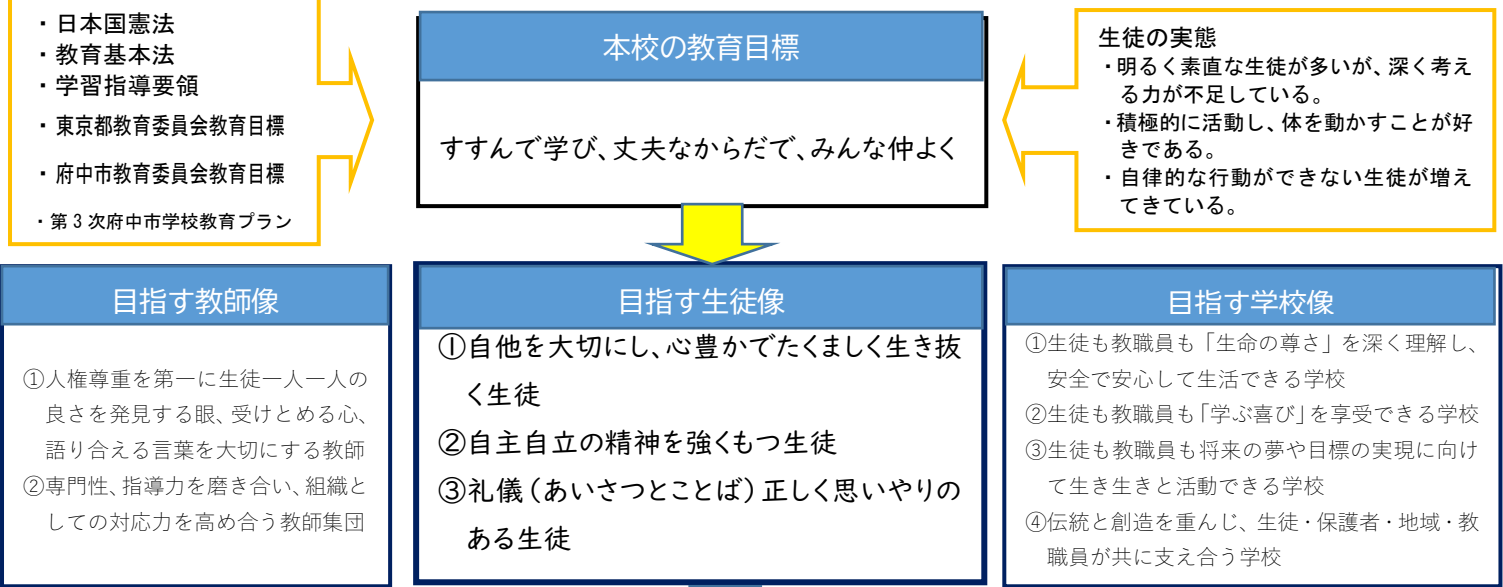 ・日本国憲法
・教育基本法
・学習指導要領
・東京都教育委員会教育目標
・府中市教育委員会教育目標
・第3次府中市学校教育プラン
本校の教育目標
すすんで学び、丈夫なからだで、みんな仲よく
生徒の実態
・明るく素直な生徒が多いが、深く考え
る力が不足している。
・積極的に活動し、体を動かすことが好
きである。
・自律的な行動ができない生徒が増え
てきている。
目指す教師像
①人権尊重を第一に生徒一人一人の
良さを発見する眼、受けとめる心、
語り合える言葉を大切にする教師
②専門性、指導力を磨き合い、組織と
しての対応力を高め合う教師集団
目指す生徒像
①自他を大切にし、心豊かでたくましく生き抜
く生徒
②自主自立の精神を強くもつ生徒
③礼儀(あいさつとことば)正しく思いやりの
ある生徒
目指す学校像
①生徒も教職員も「生命の尊さ」を深く理解し、
安全で安心して生活できる学校
②生徒も教職員も「学ぶ喜び」を享受できる学校
③生徒も教職員も将来の夢や目標の実現に向け
て生き生きと活動できる学校
④伝統と創造を重んじ、生徒・保護者・地域・教
職員が共に支え合う学校